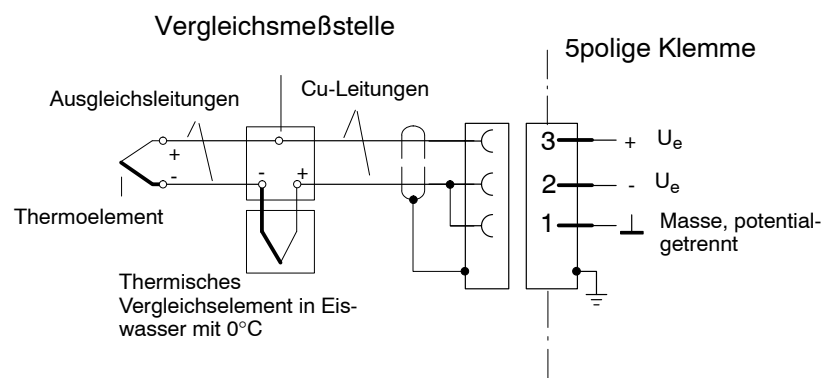 Vergleichsmeßstelle
5polige Klemme
Ausgleichsleitungen
Cu-Leitungen
+
-
-
+
Thermoelement
3 + Ue
2 - Ue
1 Masse, potential-
getrennt
Thermisches
Vergleichselement in Eis-
wasser mit 0°C